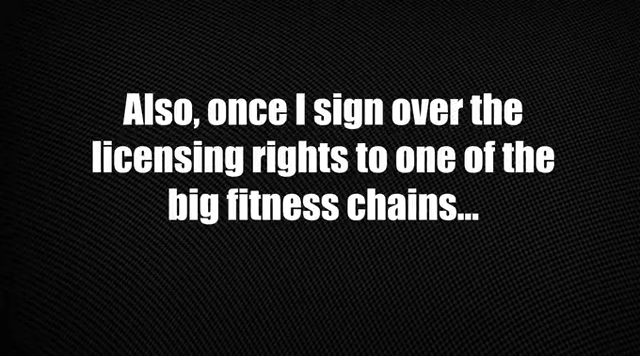 Also, once I sign over the
licensing rights to one of the
big fitness chains...